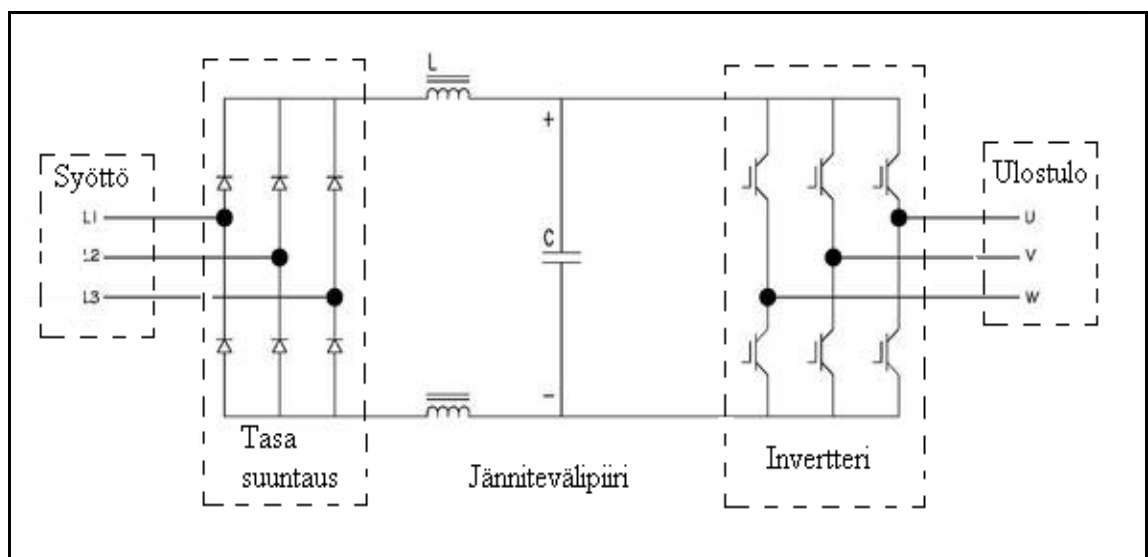 Syöttö
L1
L2
L3
Tasa
suuntaus
L
+
C
-
Jännitevälipiiri
Invertteri
Ulostulo
U
V
W